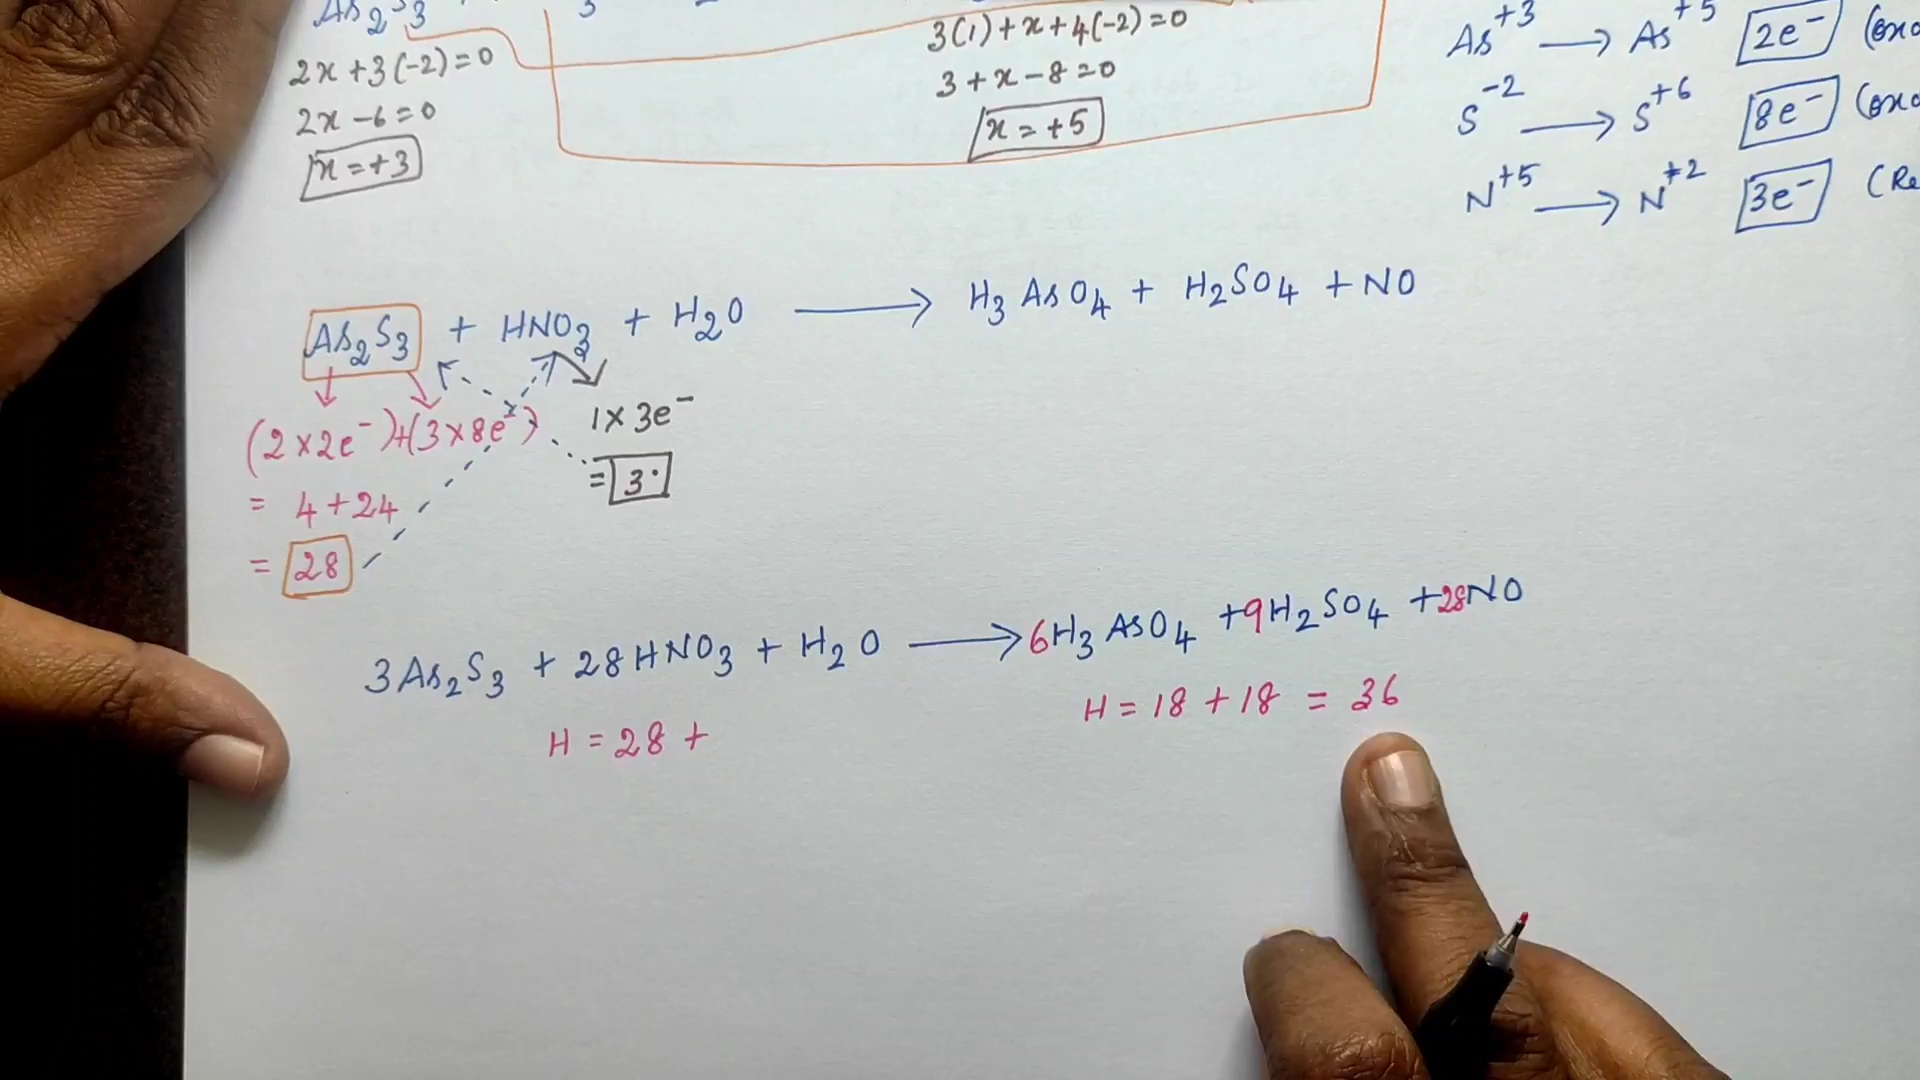 As₂S₃
2x + 3(-2) = 0
2x - 6 = 0
x = +3
3(1) + x + 4(-2) = 0
3 + x - 8 = 0
x = +5
As⁺³ → As⁺⁵ 2e⁻
S⁻² → S⁺⁶ 8e⁻
N⁺⁵ → N⁺² 3e⁻ (Re
As₂S₃ + HNO₃ + H₂O → H₃AsO₄ + H₂SO₄ + NO
(2 × 2e⁻) + (3 × 8e⁻)
= 4 + 24
= 28
1 × 3e⁻
= 3
3As₂S₃ + 28HNO₃ + H₂O → 6H₃AsO₄ + 9H₂SO₄ + 28NO
H = 28 +
H = 18 + 18 = 36